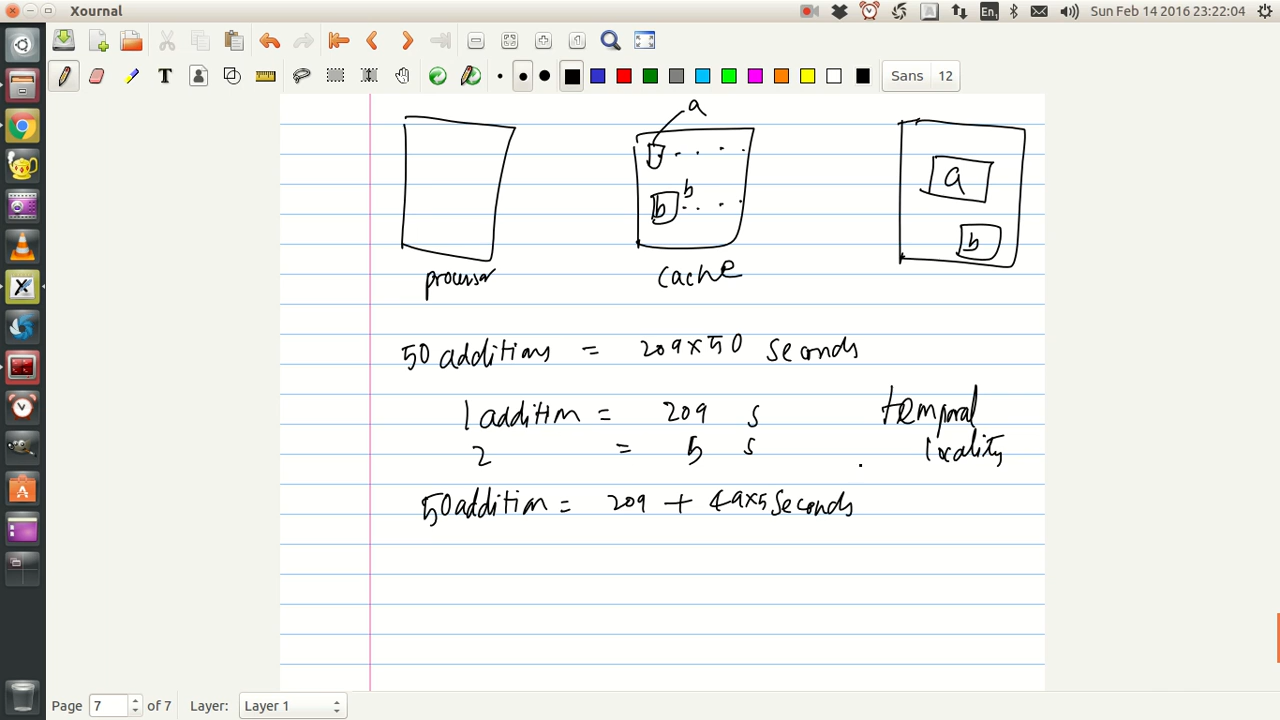 Xournal
En
Sun Feb 14 2016 23:22:04
Sans 12
a
a
b
b
b
processor
cache
50 additions = 209x50 seconds
1 addition = 209 s
temporal
2 = 5 s
locality
50 addition = 209 + 49x5 seconds
Page 7 of 7 Layer: Layer 1